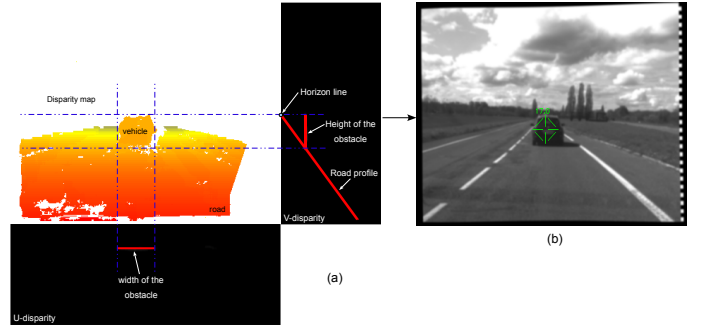 Disparity map
vehicle
road
Horizon line
Height of the
obstacle
Road profile
V-disparity
width of the
obstacle
U-disparity
(a)
(b)